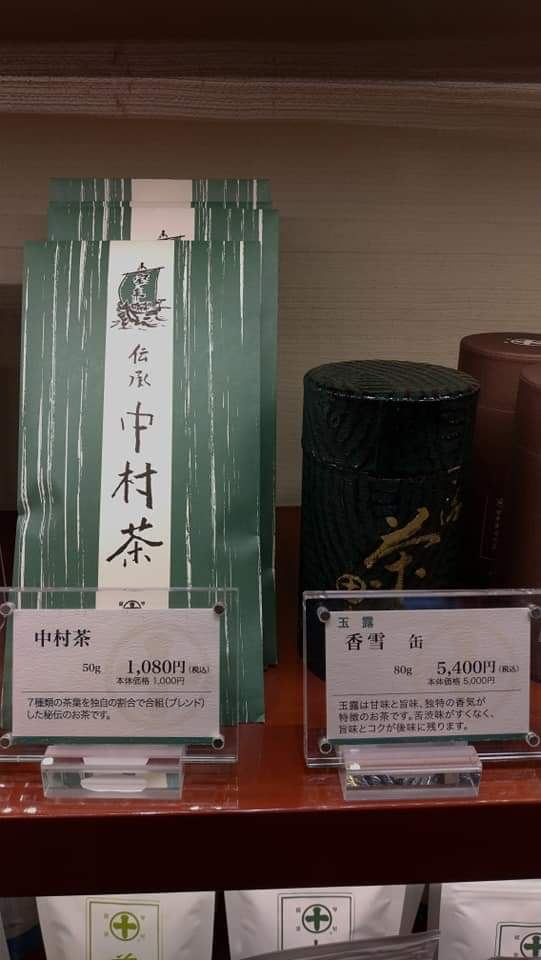 伝承
中村茶
茶
中村茶
50g 1,080円(税込)
本体価格 1,000円
7種類の茶葉を独自の割合で合組(ブレンド)
した秘伝のお茶です。
玉露
香雪 缶
80g 5,400円(税込)
本体価格 5,000円
玉露は甘味と旨味、独特の香気が
特徴のお茶です。苦渋味がすくなく、
旨味とコクが後味に残ります。